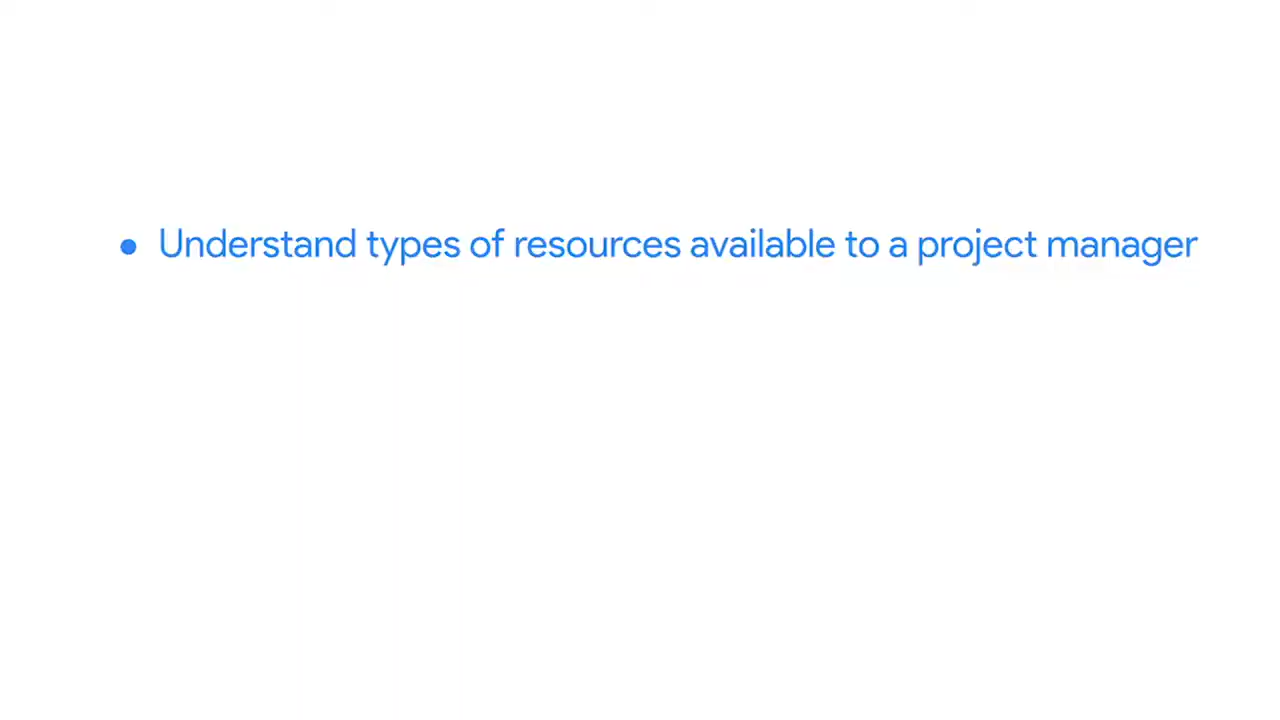 • Understand types of resources available to a project manager